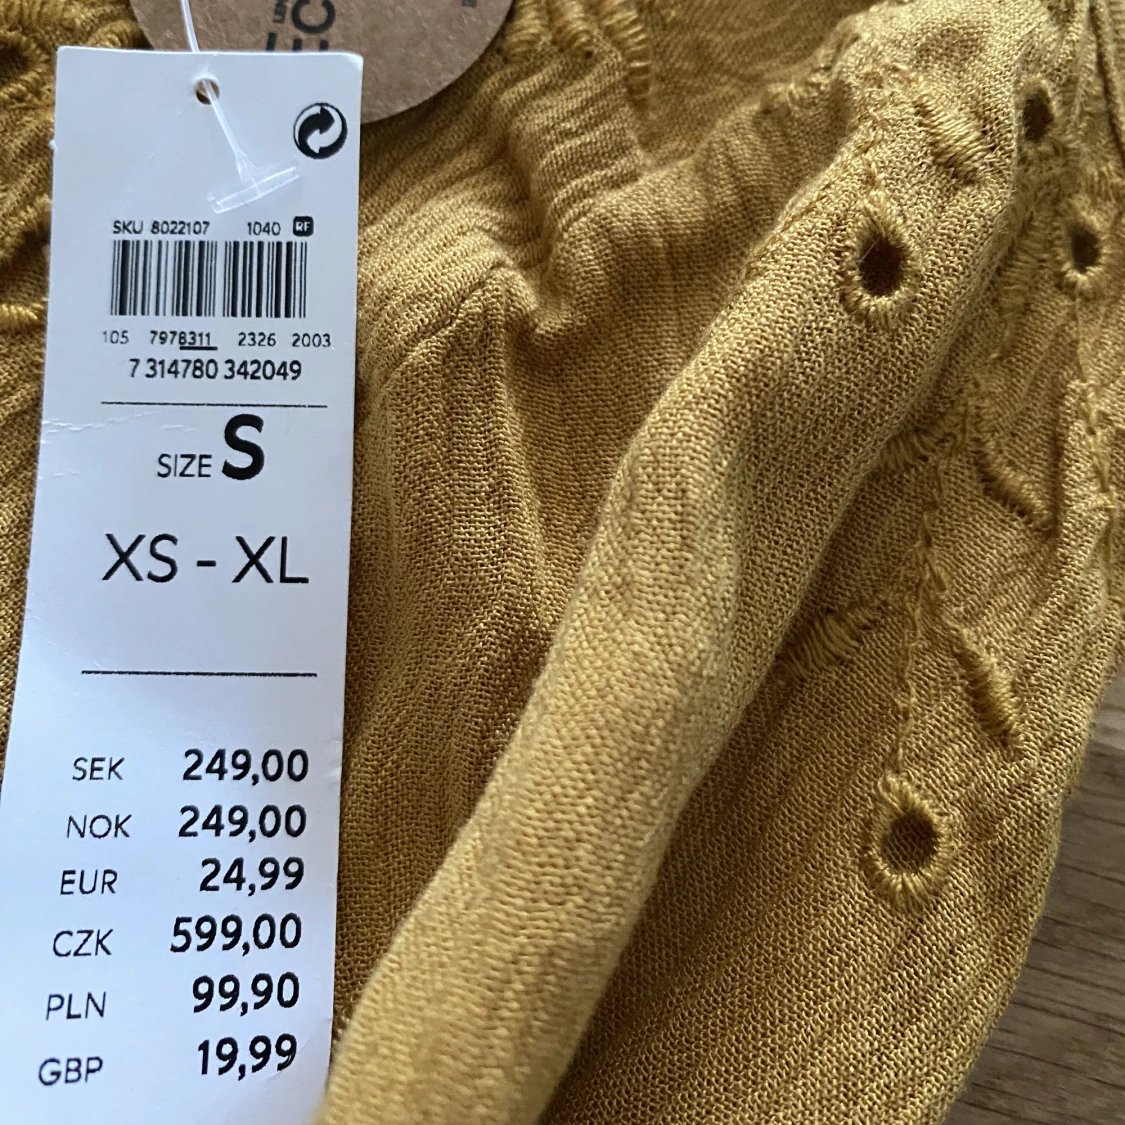 SKU 8022107 1040 RF
105 7978311 2326 2003
7 314780 342049
SIZE S
XS - XL
SEK 249,00
NOK 249,00
EUR 24,99
CZK 599,00
PLN 99,90
GBP 19,99